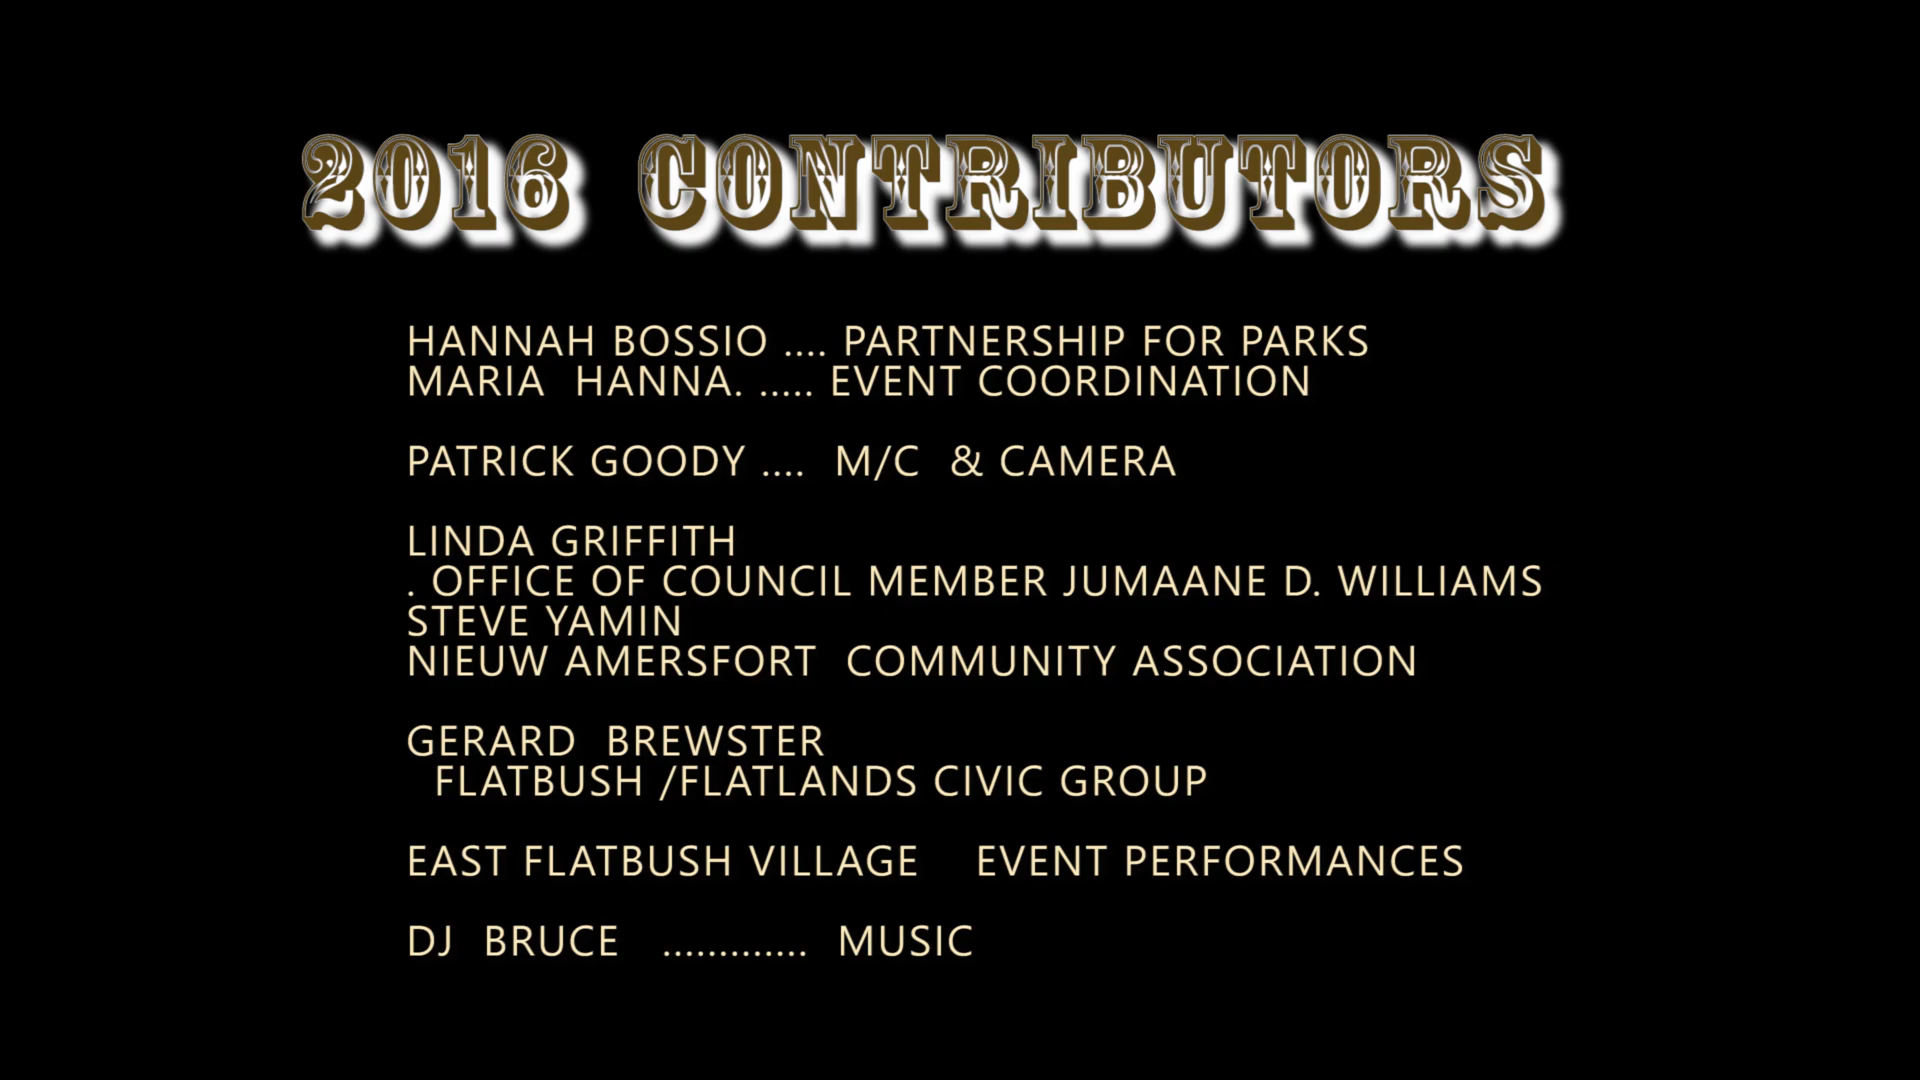 2016 CONTRIBUTORS
HANNAH BOSSIO .... PARTNERSHIP FOR PARKS
MARIA  HANNA. ..... EVENT COORDINATION
PATRICK GOODY ....  M/C  & CAMERA
LINDA GRIFFITH
. OFFICE OF COUNCIL MEMBER JUMAANE D. WILLIAMS
STEVE YAMIN
NIEUW AMERSFORT  COMMUNITY ASSOCIATION
GERARD  BREWSTER
FLATBUSH /FLATLANDS CIVIC GROUP
EAST FLATBUSH VILLAGE    EVENT PERFORMANCES
DJ  BRUCE   .............  MUSIC